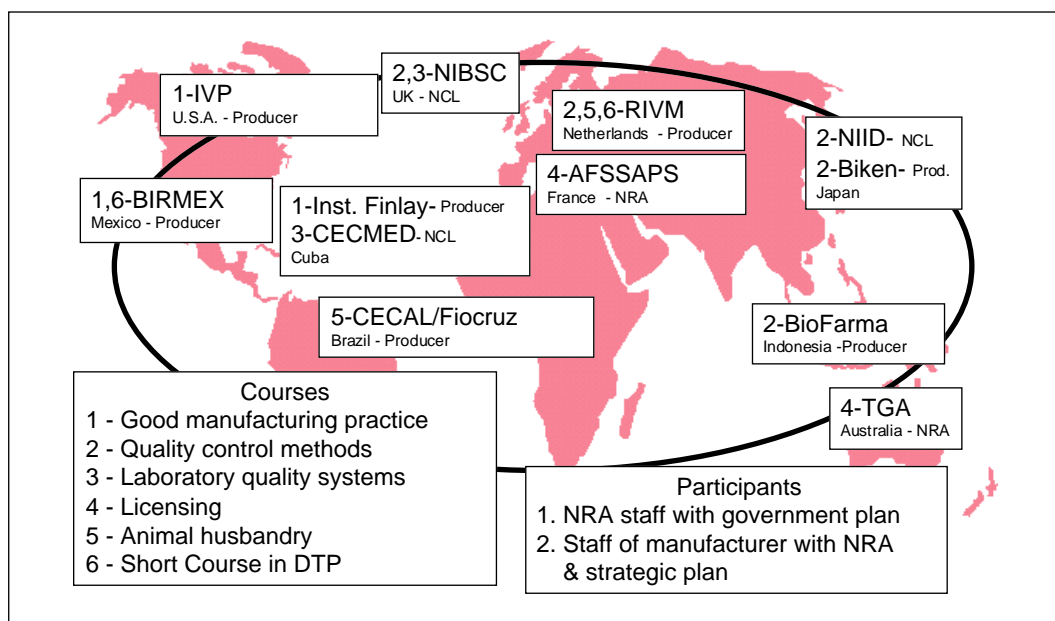 2,3-NIBSC
UK - NCL
1-IVP
U.S.A. - Producer
2,5,6-RIVM
Netherlands - Producer
2-NIID- NCL
2-Biken- Prod.
Japan
4-AFSSAPS
France - NRA
1,6-BIRMEX
Mexico - Producer
1-Inst. Finlay- Producer
3-CECMED- NCL
Cuba
5-CECAL/Fiocruz
Brazil - Producer
2-BioFarma
Indonesia -Producer
4-TGA
Australia - NRA
Courses
1 - Good manufacturing practice
2 - Quality control methods
3 - Laboratory quality systems
4 - Licensing
5 - Animal husbandry
6 - Short Course in DTP
Participants
1. NRA staff with government plan
2. Staff of manufacturer with NRA
& strategic plan